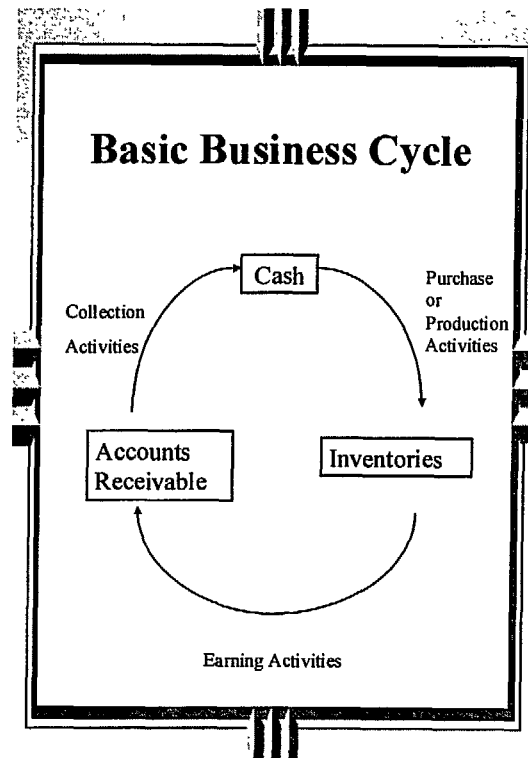 Basic Business Cycle
Cash
Purchase
or
Production
Activities
Collection
Activities
Accounts
Receivable
Inventories
Earning Activities